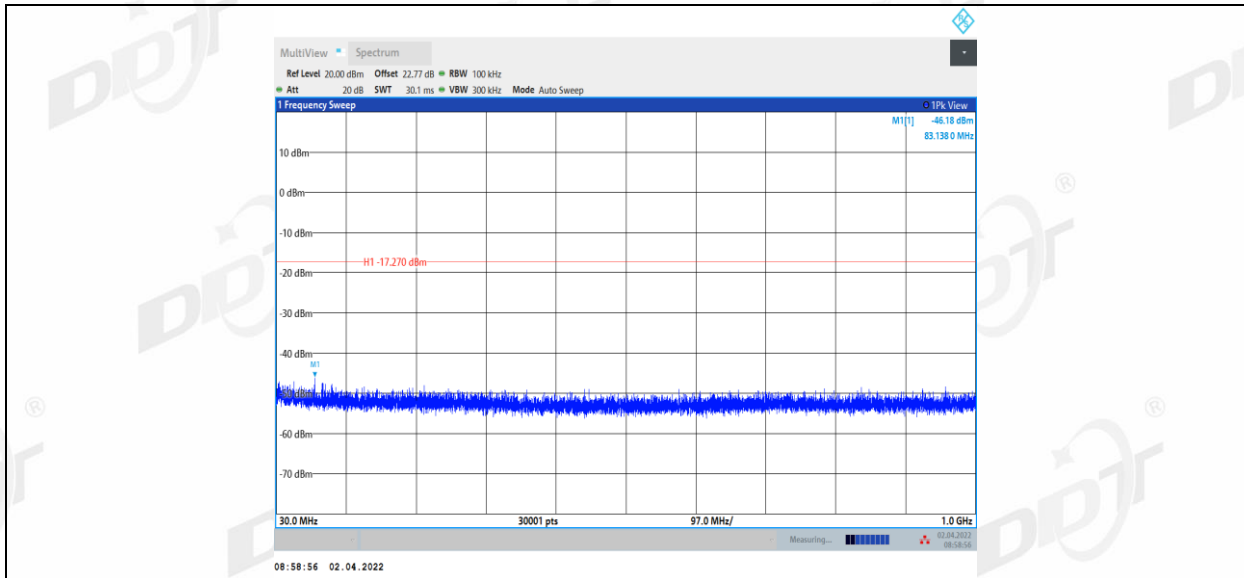 MultiView Spectrum
Ref Level 20.00 dBm Offset 22.77 dB RBW 100 kHz
Att 20 dB SWT 30.1 ms VBW 300 kHz Mode Auto Sweep
1 Frequency Sweep 1Pk View
M1[1] -46.18 dBm
83.138 0 MHz
10 dBm
0 dBm
-10 dBm
H1 -17.270 dBm
-20 dBm
-30 dBm
-40 dBm
M1
-50 dBm
-60 dBm
-70 dBm
30.0 MHz 30001 pts 97.0 MHz/ 1.0 GHz
Measuring... 02.04.2022
08:58:56
08:58:56 02.04.2022
DDT ®